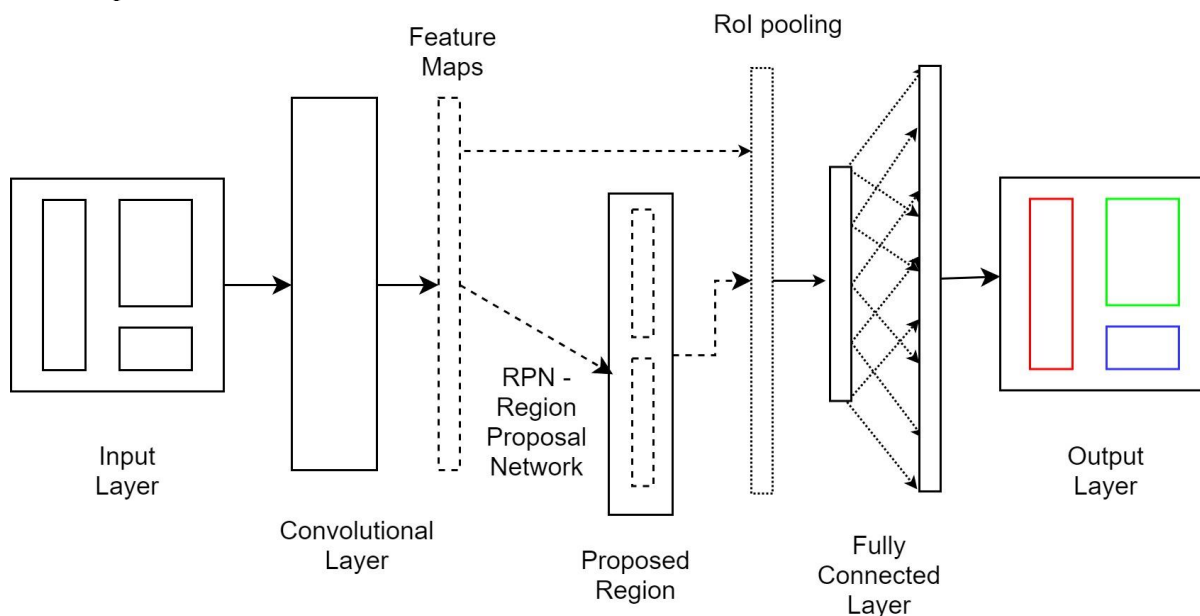 Feature
Maps
RoI pooling
RPN -
Region
Proposal
Network
Input
Layer
Convolutional
Layer
Proposed
Region
Fully
Connected
Layer
Output
Layer